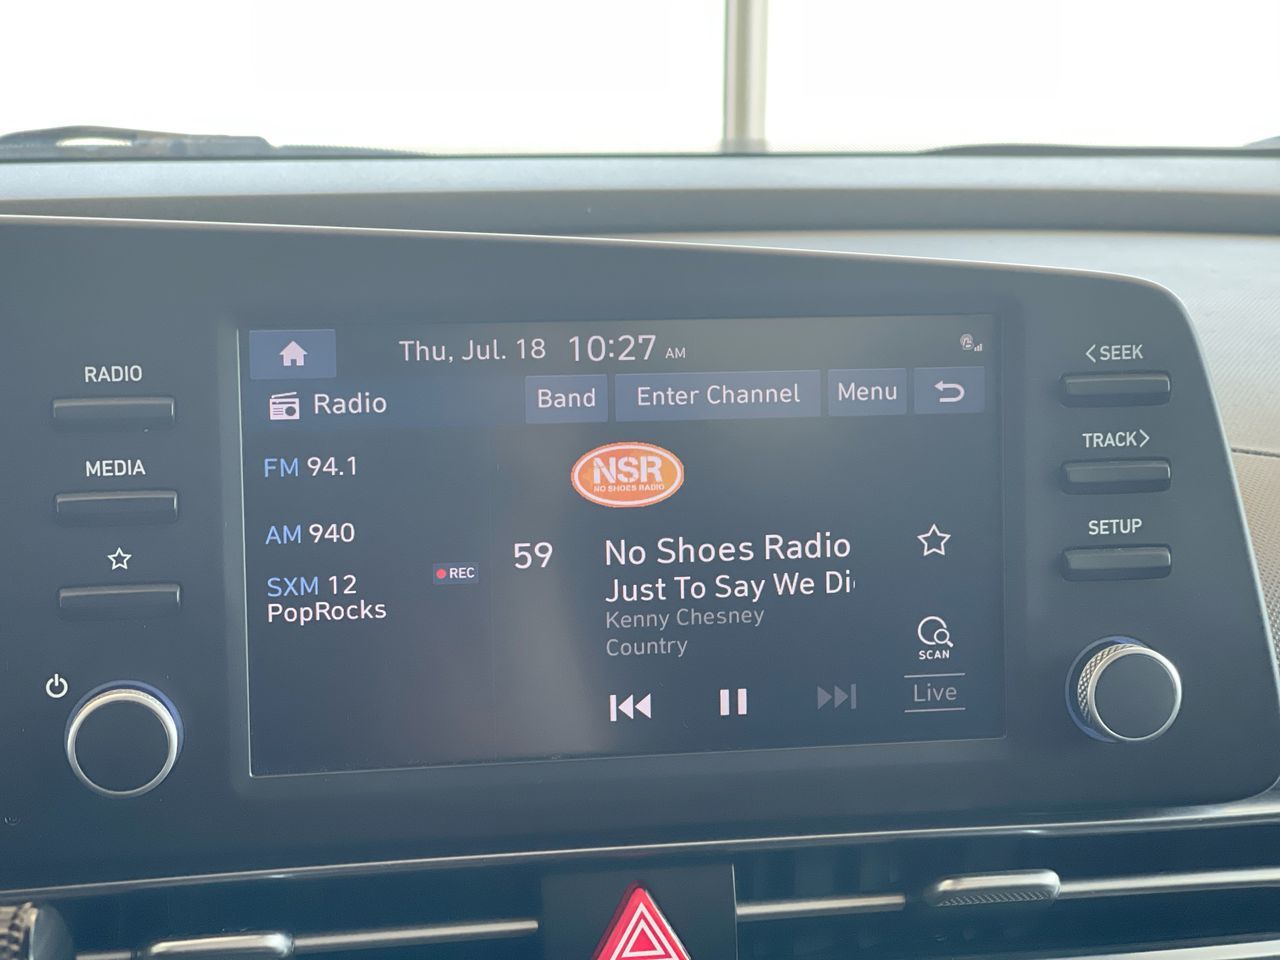 RADIO
MEDIA
Thu, Jul. 18 10:27 AM
Radio
Band
Enter Channel
Menu
FM 94.1
AM 940
SXM 12
PopRocks
REC
NSR
NO SHOES RADIO
59
No Shoes Radio
Just To Say We Di
Kenny Chesney
Country
SCAN
Live
<SEEK
TRACK>
SETUP